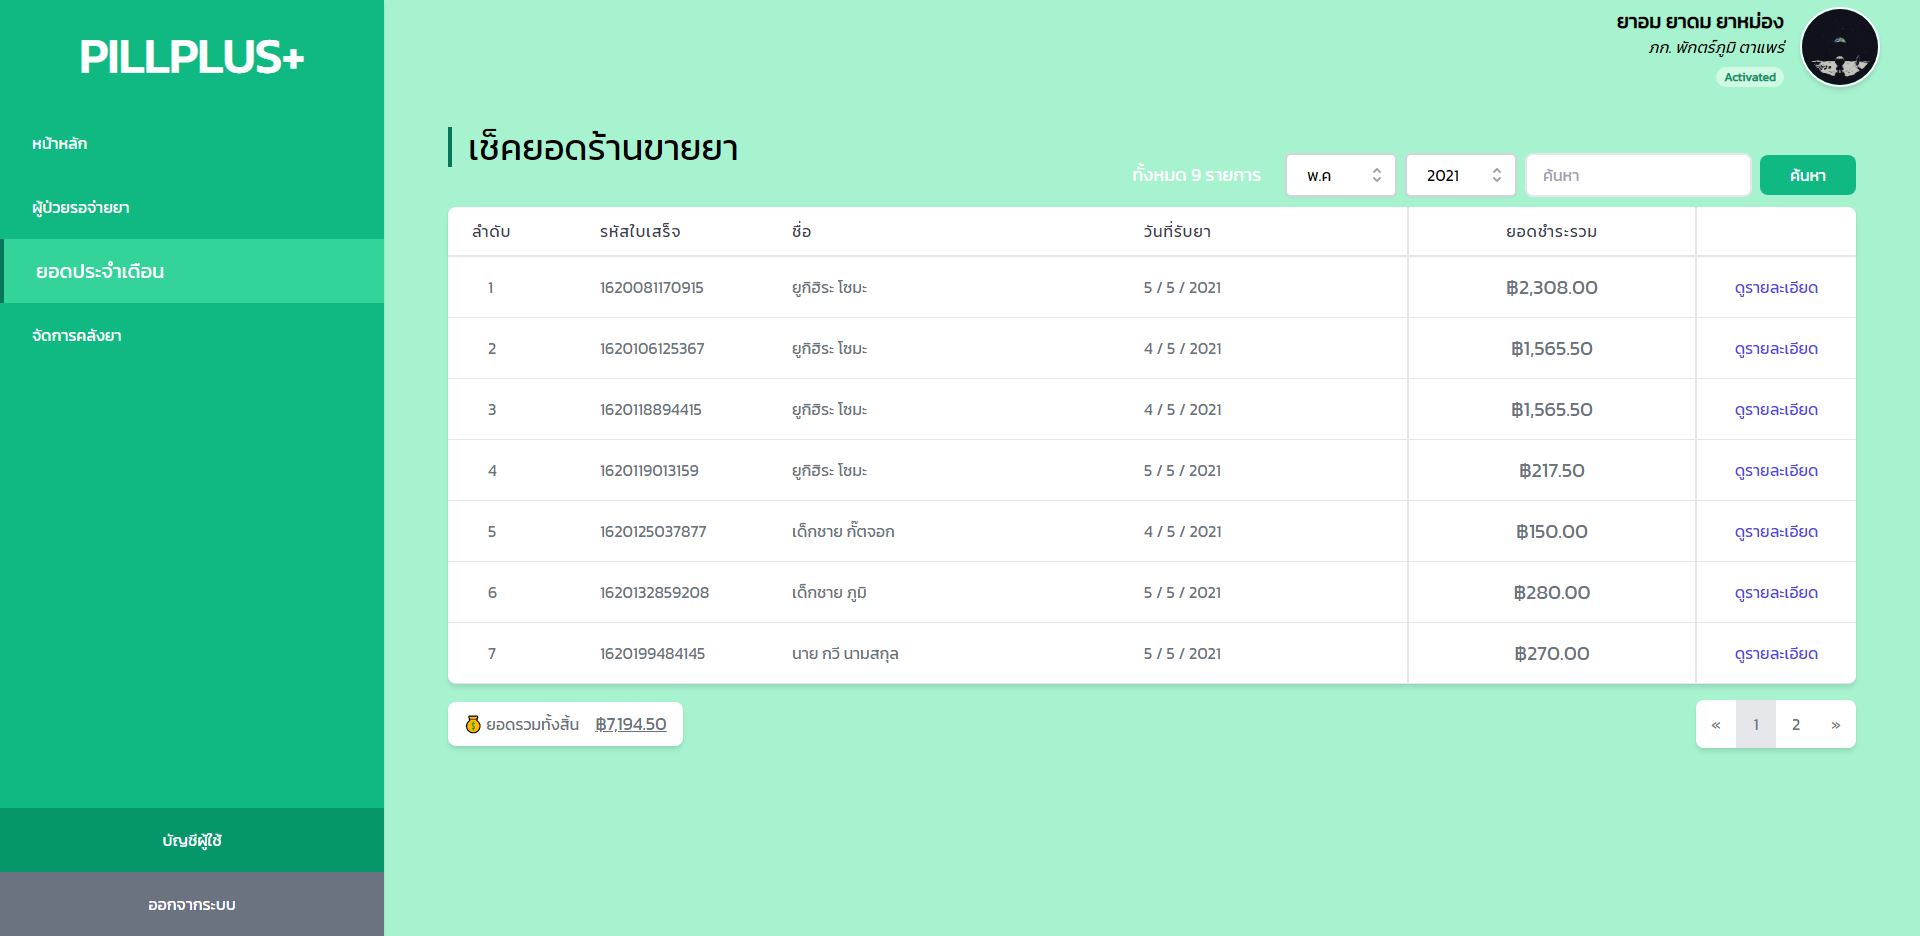 PILLPLUS+
หน้าหลัก
ผู้ป่วยรอจ่ายยา
ยอดประจำเดือน
จัดการคลังยา
บัญชีผู้ใช้
ออกจากระบบ
ยาอม ยาดม ยาหม่อง
ภก. พักตร์ภูมิ ตาแพร่
Activated
เช็คยอดร้านขายยา
ทั้งหมด 9 รายการ พ.ค 2021 ค้นหา ค้นหา
ลำดับ รหัสใบเสร็จ ชื่อ วันที่รับยา ยอดชำระรวม
1 1620081170915 ยูกิฮิระ โซมะ 5 / 5 / 2021 ฿2,308.00 ดูรายละเอียด
2 1620106125367 ยูกิฮิระ โซมะ 4 / 5 / 2021 ฿1,565.50 ดูรายละเอียด
3 1620118894415 ยูกิฮิระ โซมะ 4 / 5 / 2021 ฿1,565.50 ดูรายละเอียด
4 1620119013159 ยูกิฮิระ โซมะ 5 / 5 / 2021 ฿217.50 ดูรายละเอียด
5 1620125037877 เด็กชาย กั๊ตจอก 4 / 5 / 2021 ฿150.00 ดูรายละเอียด
6 1620132859208 เด็กชาย ภูมิ 5 / 5 / 2021 ฿280.00 ดูรายละเอียด
7 1620199484145 นาย กวี นามสกุล 5 / 5 / 2021 ฿270.00 ดูรายละเอียด
ยอดรวมทั้งสิ้น ฿7,194.50
« 1 2 »